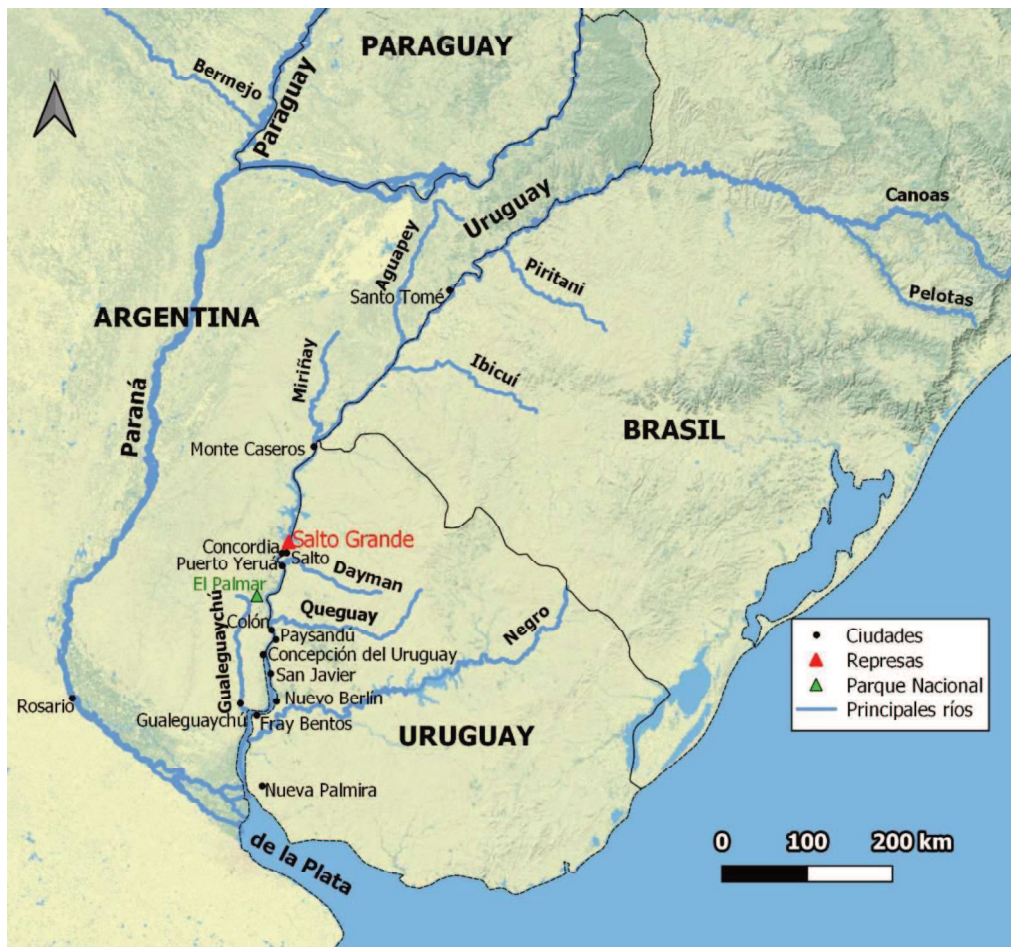 PARAGUAY
Bermejo
Paraguay
N
Uruguay
Canoas
Aguapey
Piritani
Santo Tomé
Pelotas
ARGENTINA
Miriñay
Ibicuí
Paraná
BRASIL
Monte Caseros
Salto Grande
Concordia
Salto
Puerto Yeruá
Dayman
El Palmar
Queguay
Negro
Gualeguaychú
Colón
Paysandú
Concepción del Uruguay
San Javier
Nuevo Berlín
Rosario
Gualeguaychú
Fray Bentos
URUGUAY
Nueva Palmira
de la Plata
Ciudades
Represas
Parque Nacional
Principales ríos
0 100 200 km